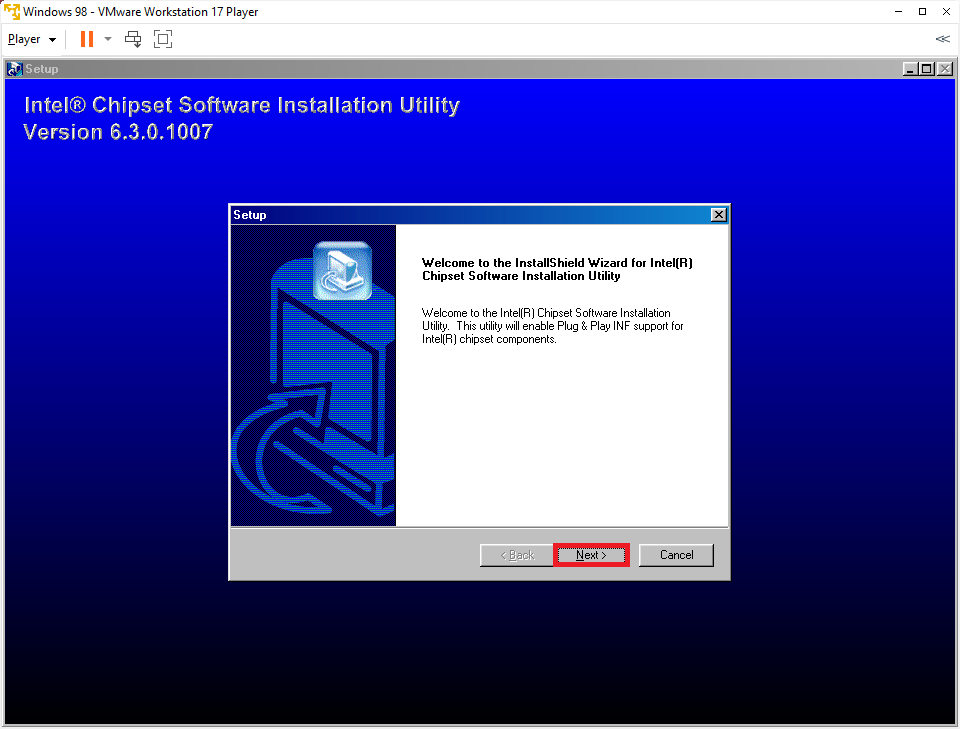 Windows 98 - VMware Workstation 17 Player
Player
Setup
Intel® Chipset Software Installation Utility
Version 6.3.0.1007
Setup
Welcome to the InstallShield Wizard for Intel(R)
Chipset Software Installation Utility
Welcome to the Intel(R) Chipset Software Installation
Utility. This utility will enable Plug & Play INF support for
Intel(R) chipset components.
< Back
Next >
Cancel